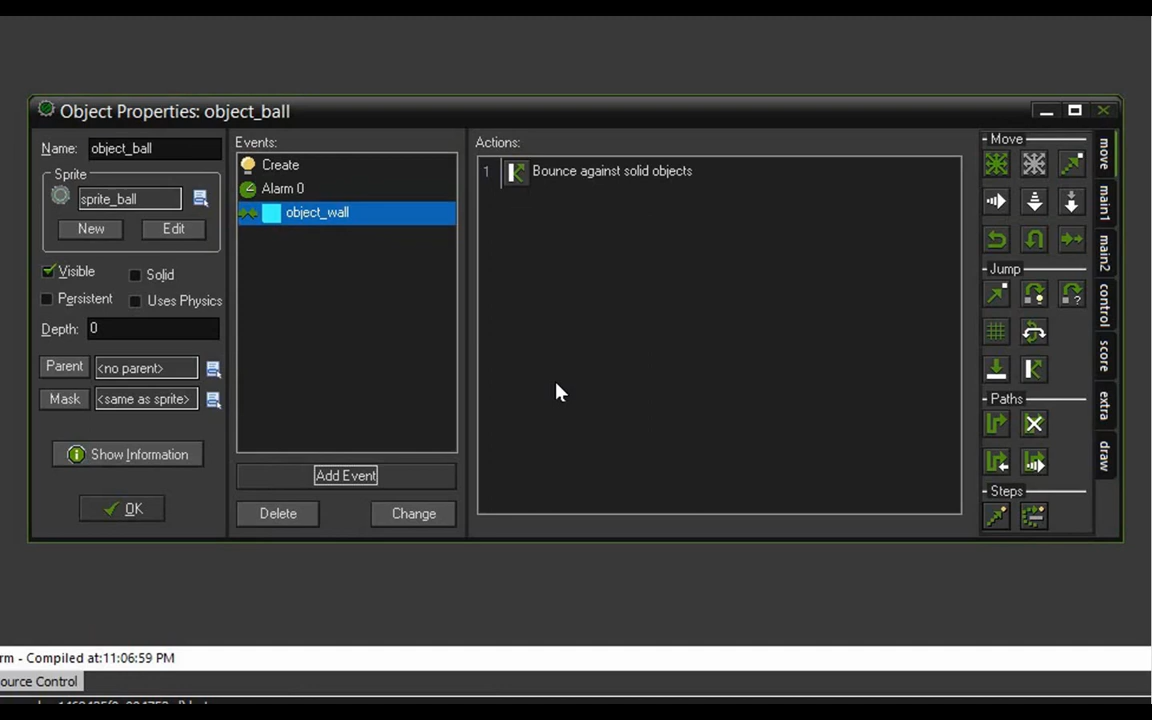 Object Properties: object_ball
Name: object_ball
Sprite
sprite_ball
New Edit
Visible Solid
Persistent Uses Physics
Depth: 0
Parent <no parent>
Mask <same as sprite>
Show Information
OK
Events:
Create
Alarm 0
object_wall
Add Event
Delete Change
Actions:
1 Bounce against solid objects
Move
Jump
Paths
Steps
move
main1
main2
control
score
extra
draw
rm - Compiled at:11:06:59 PM
ource Control